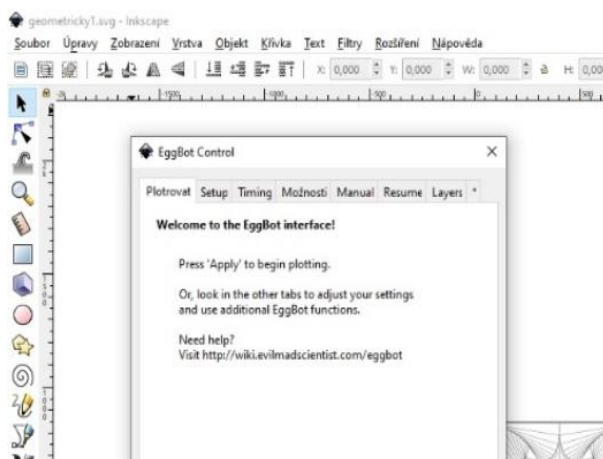 geometricky1.svg - Inkscape
Soubor Úpravy Zobrazení Vrstva Objekt Křivka Text Filtry Rozšíření Nápověda
X: 0,000 Y: 0,000 W: 0,000 H: 0,00
EggBot Control
Plotrovat Setup Timing Možnosti Manual Resume Layers
Welcome to the EggBot interface!
Press 'Apply' to begin plotting.
Or, look in the other tabs to adjust your settings
and use additional EggBot functions.
Need help?
Visit http://wiki.evilmadscientist.com/eggbot